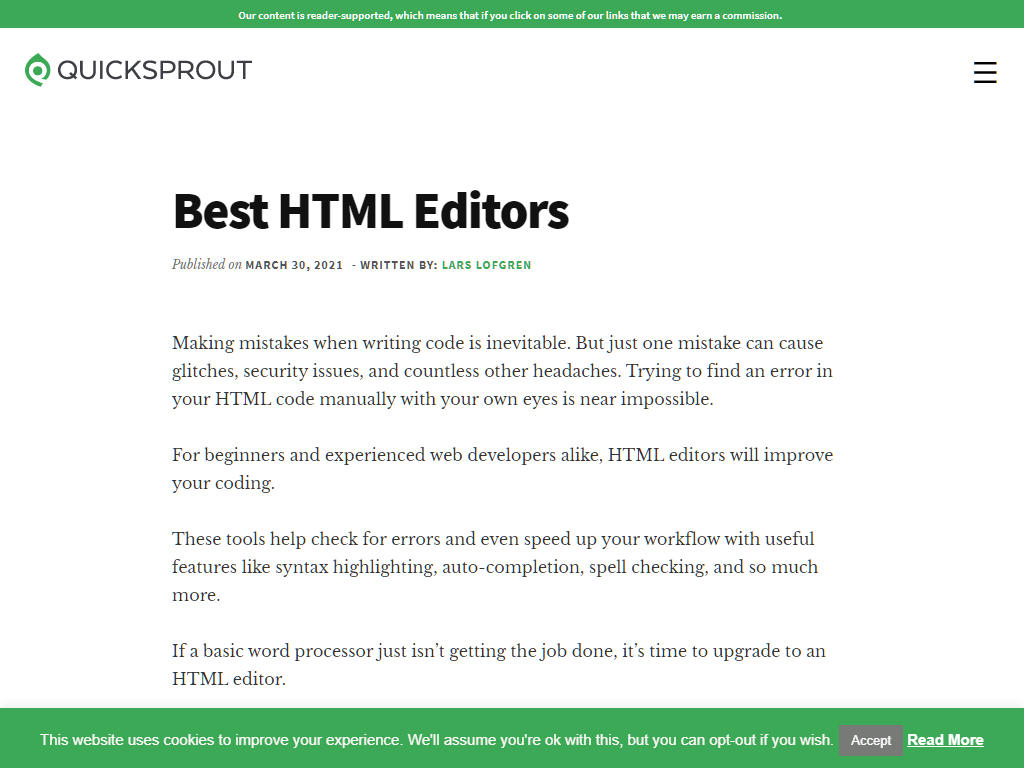 Our content is reader-supported, which means that if you click on some of our links that we may earn a commission.
QUICKSPROUT
Best HTML Editors
Published on MARCH 30, 2021 - WRITTEN BY: LARS LOFGREN
Making mistakes when writing code is inevitable. But just one mistake can cause
glitches, security issues, and countless other headaches. Trying to find an error in
your HTML code manually with your own eyes is near impossible.
For beginners and experienced web developers alike, HTML editors will improve
your coding.
These tools help check for errors and even speed up your workflow with useful
features like syntax highlighting, auto-completion, spell checking, and so much
more.
If a basic word processor just isn’t getting the job done, it’s time to upgrade to an
HTML editor.
This website uses cookies to improve your experience. We'll assume you're ok with this, but you can opt-out if you wish. Accept Read More